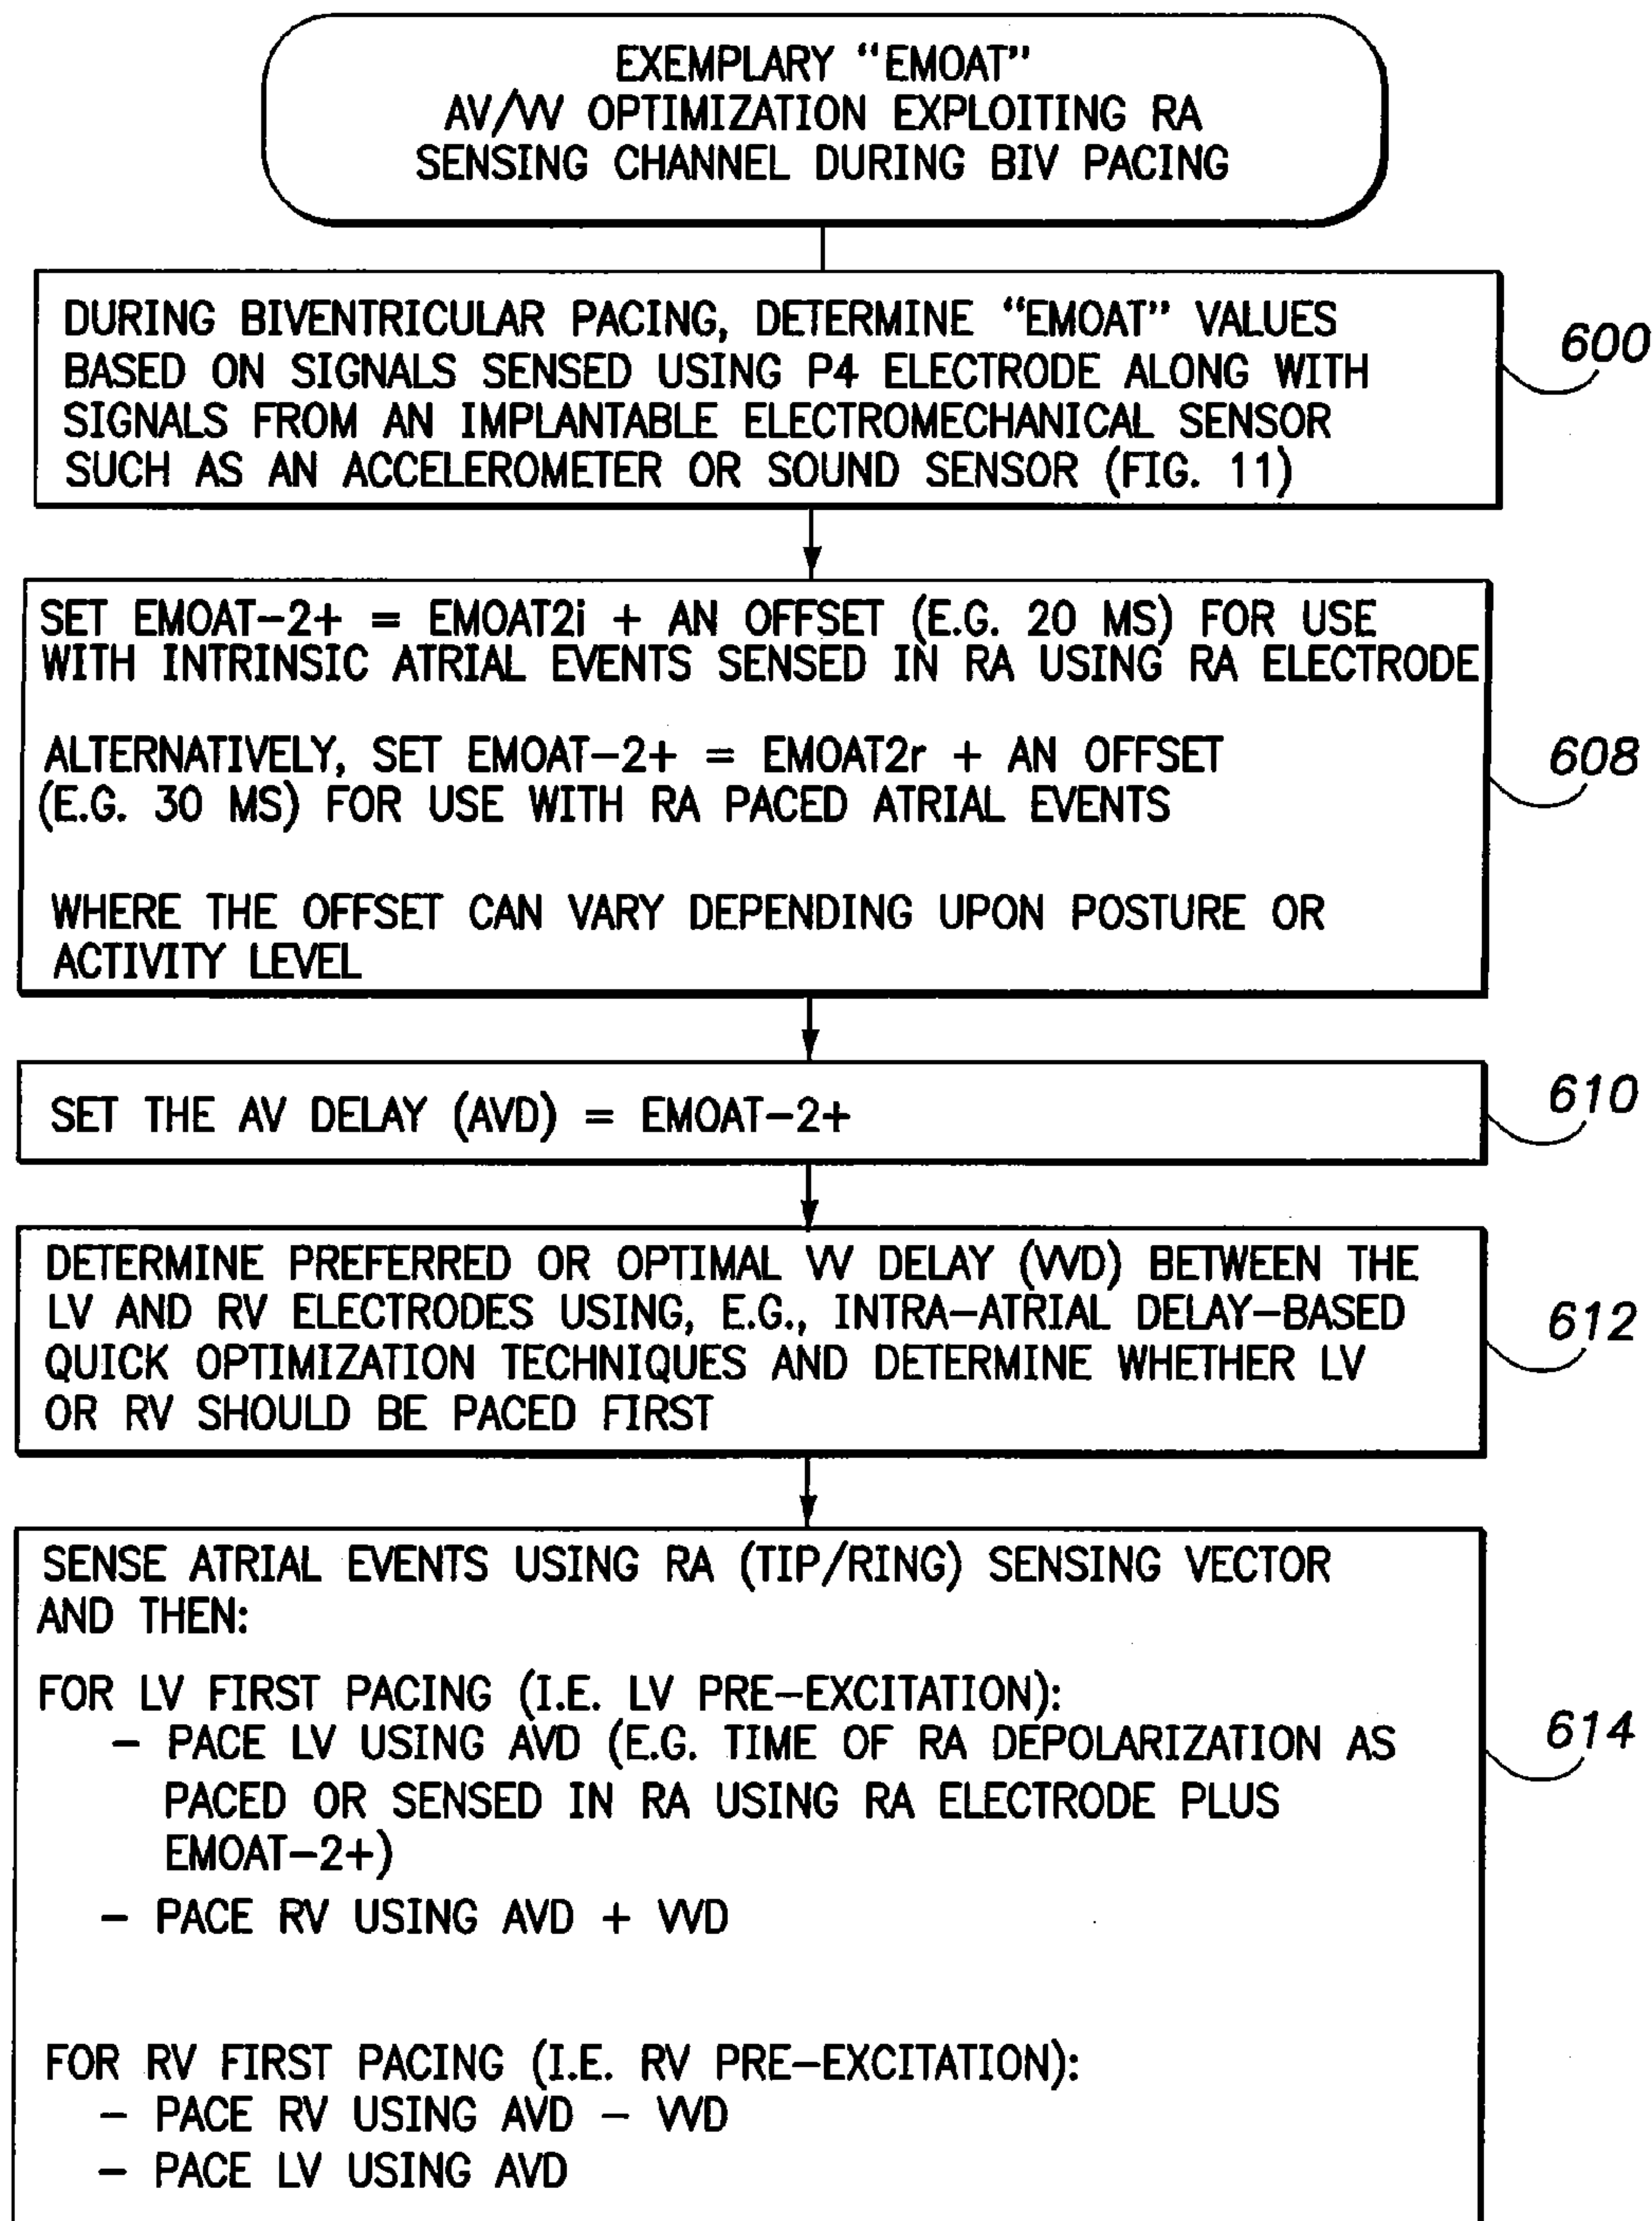 EXEMPLARY "EMOAT"
AV/VV OPTIMIZATION EXPLOITING RA
SENSING CHANNEL DURING BIV PACING
DURING BIVENTRICULAR PACING, DETERMINE "EMOAT" VALUES
BASED ON SIGNALS SENSED USING P4 ELECTRODE ALONG WITH
SIGNALS FROM AN IMPLANTABLE ELECTROMECHANICAL SENSOR
SUCH AS AN ACCELEROMETER OR SOUND SENSOR (FIG. 11)
600
SET EMOAT-2+ = EMOAT2i + AN OFFSET (E.G. 20 MS) FOR USE
WITH INTRINSIC ATRIAL EVENTS SENSED IN RA USING RA ELECTRODE
ALTERNATIVELY, SET EMOAT-2+ = EMOAT2r + AN OFFSET
(E.G. 30 MS) FOR USE WITH RA PACED ATRIAL EVENTS
WHERE THE OFFSET CAN VARY DEPENDING UPON POSTURE OR
ACTIVITY LEVEL
608
SET THE AV DELAY (AVD) = EMOAT-2+
610
DETERMINE PREFERRED OR OPTIMAL VV DELAY (VVD) BETWEEN THE
LV AND RV ELECTRODES USING, E.G., INTRA-ATRIAL DELAY-BASED
QUICK OPTIMIZATION TECHNIQUES AND DETERMINE WHETHER LV
OR RV SHOULD BE PACED FIRST
612
SENSE ATRIAL EVENTS USING RA (TIP/RING) SENSING VECTOR
AND THEN:
FOR LV FIRST PACING (I.E. LV PRE-EXCITATION):
- PACE LV USING AVD (E.G. TIME OF RA DEPOLARIZATION AS
PACED OR SENSED IN RA USING RA ELECTRODE PLUS
EMOAT-2+)
- PACE RV USING AVD + VVD
FOR RV FIRST PACING (I.E. RV PRE-EXCITATION):
- PACE RV USING AVD - VVD
- PACE LV USING AVD
614